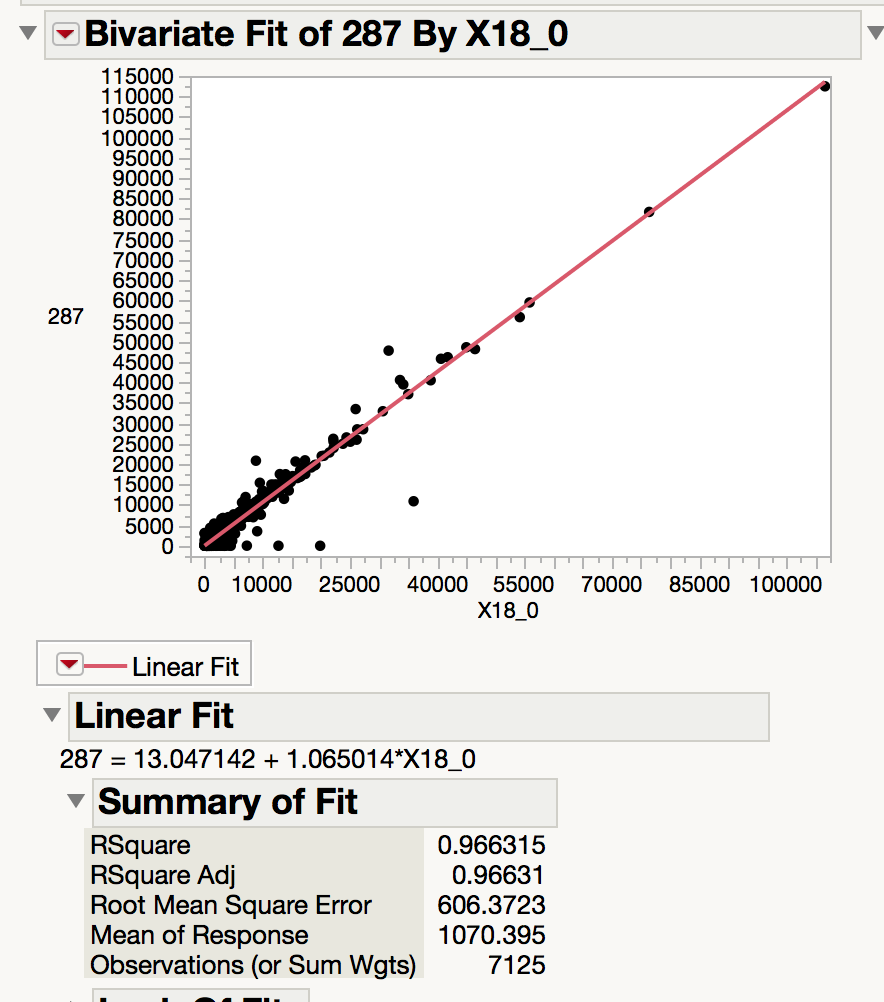 Bivariate Fit of 287 By X18_0
115000
110000
105000
100000
95000
90000
85000
80000
75000
70000
65000
60000
55000
50000
45000
40000
35000
30000
25000
20000
15000
10000
5000
0
287
0 10000 25000 40000 55000 70000 85000 100000
X18_0
Linear Fit
Linear Fit
287 = 13.047142 + 1.065014*X18_0
Summary of Fit
RSquare 0.966315
RSquare Adj 0.96631
Root Mean Square Error 606.3723
Mean of Response 1070.395
Observations (or Sum Wgts) 7125